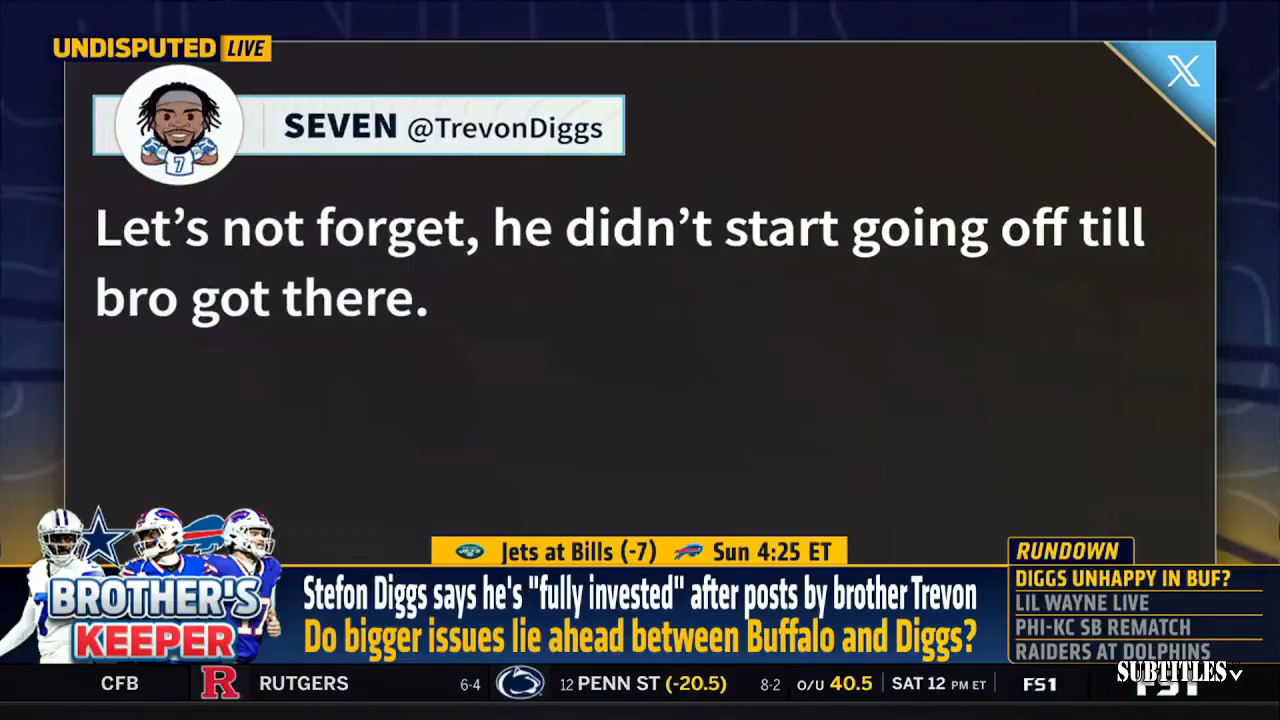 UNDISPUTED LIVE
X
7
SEVEN @TrevonDiggs
Let’s not forget, he didn’t start going off till
bro got there.
Jets at Bills (-7) Sun 4:25 ET
BROTHER'S
KEEPER
Stefon Diggs says he's "fully invested" after posts by brother Trevon
Do bigger issues lie ahead between Buffalo and Diggs?
RUNDOWN
DIGGS UNHAPPY IN BUF?
LIL WAYNE LIVE
PHI-KC SB REMATCH
RAIDERS AT DOLPHINS
CFB R RUTGERS 6-4 12 PENN ST (-20.5) 8-2 O/U 40.5 SAT 12 PM ET FS1
SUBTITLES
FS1